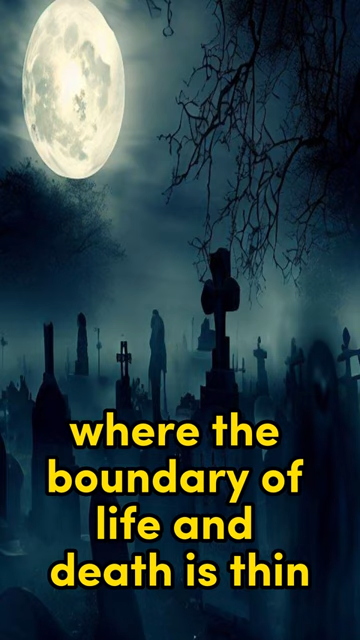 where the
boundary of
life and
death is thin